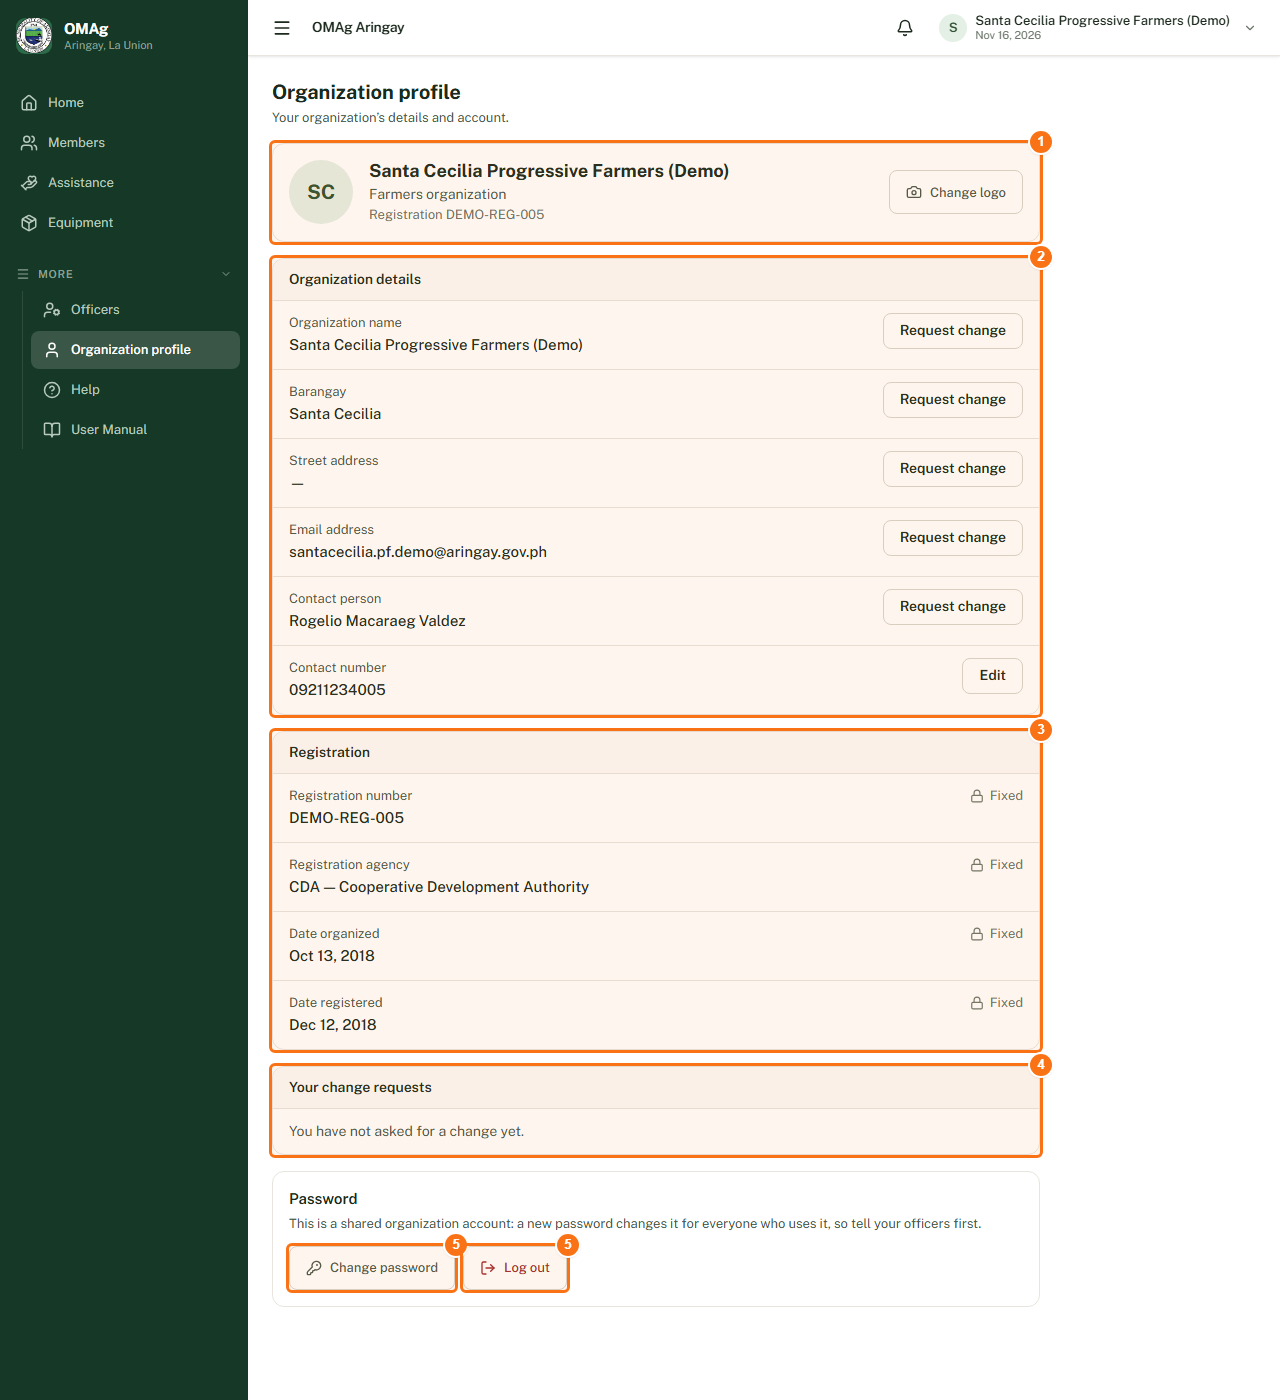 OMAg
Aringay, La Union
Home
Members
Assistance
Equipment
MORE
Officers
Organization profile
Help
User Manual
OMAg Aringay
S
Santa Cecilia Progressive Farmers (Demo)
Nov 16, 2026
Organization profile
Your organization's details and account.
1
SC
Santa Cecilia Progressive Farmers (Demo)
Farmers organization
Registration DEMO-REG-005
Change logo
2
Organization details
Organization name
Santa Cecilia Progressive Farmers (Demo)
Request change
Barangay
Santa Cecilia
Request change
Street address
—
Request change
Email address
santacecilia.pf.demo@aringay.gov.ph
Request change
Contact person
Rogelio Macaraeg Valdez
Request change
Contact number
09211234005
Edit
3
Registration
Registration number
DEMO-REG-005
Fixed
Registration agency
CDA — Cooperative Development Authority
Fixed
Date organized
Oct 13, 2018
Fixed
Date registered
Dec 12, 2018
Fixed
4
Your change requests
You have not asked for a change yet.
Password
This is a shared organization account: a new password changes it for everyone who uses it, so tell your officers first.
5
Change password
5
Log out